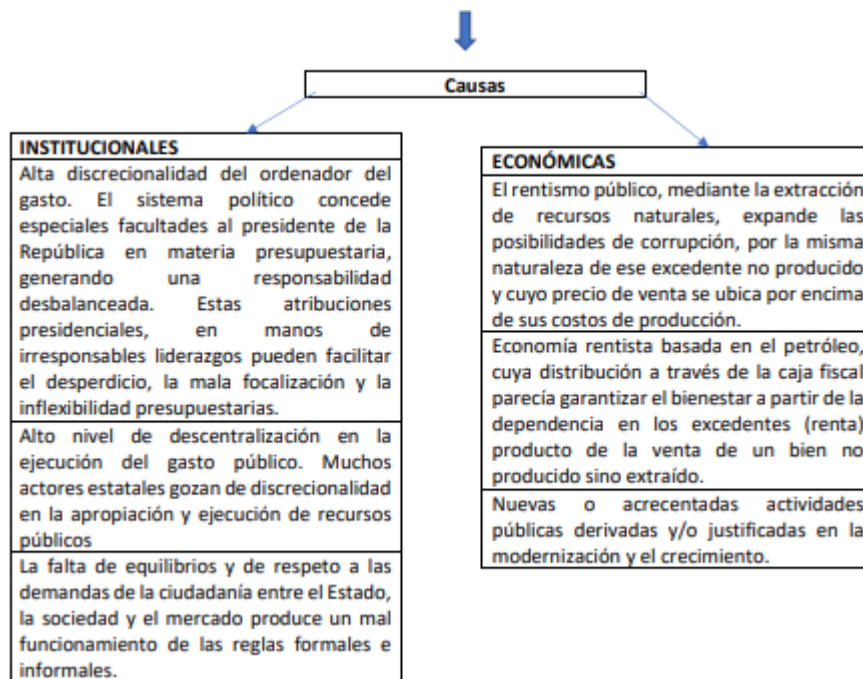 Causas
INSTITUCIONALES
Alta discrecionalidad del ordenador del
gasto. El sistema político concede
especiales facultades al presidente de la
República en materia presupuestaria,
generando una responsabilidad
desbalanceada. Estas atribuciones
presidenciales, en manos de
irresponsables liderazgos pueden facilitar
el desperdicio, la mala focalización y la
inflexibilidad presupuestarias.
Alto nivel de descentralización en la
ejecución del gasto público. Muchos
actores estatales gozan de discrecionalidad
en la apropiación y ejecución de recursos
públicos
La falta de equilibrios y de respeto a las
demandas de la ciudadanía entre el Estado,
la sociedad y el mercado produce un mal
funcionamiento de las reglas formales e
informales.
ECONÓMICAS
El rentismo público, mediante la extracción
de recursos naturales, expande las
posibilidades de corrupción, por la misma
naturaleza de ese excedente no producido
y cuyo precio de venta se ubica por encima
de sus costos de producción.
Economía rentista basada en el petróleo,
cuya distribución a través de la caja fiscal
parecía garantizar el bienestar a partir de la
dependencia en los excedentes (renta)
producto de la venta de un bien no
producido sino extraído.
Nuevas o acrecentadas actividades
públicas derivadas y/o justificadas en la
modernización y el crecimiento.